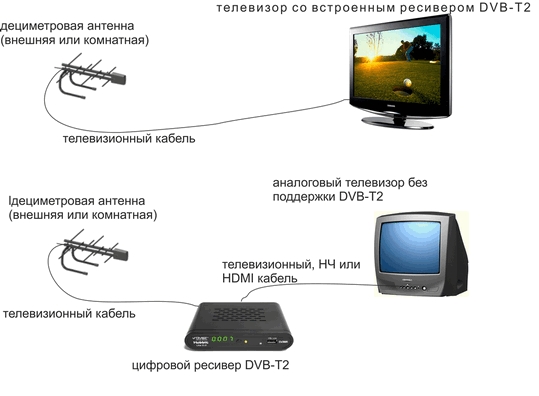 телевизор со встроенным ресивером DVB-T2
дециметровая антенна
(внешняя или комнатная)
телевизионный кабель
аналоговый телевизор без
поддержки DVB-T2
Iдециметровая антенна
(внешняя или комнатная)
телевизионный, НЧ или
HDMI кабель
телевизионный кабель
0007
цифровой ресивер DVB-T2